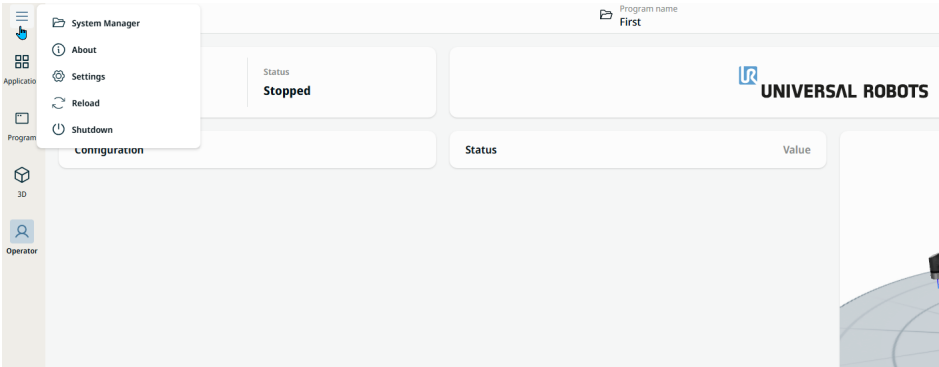 System Manager
About
Settings
Reload
Shutdown
Program name
First
Applicatio
Program
3D
Operator
Status
Stopped
UR
UNIVERSAL ROBOTS
Configuration
Status
Value